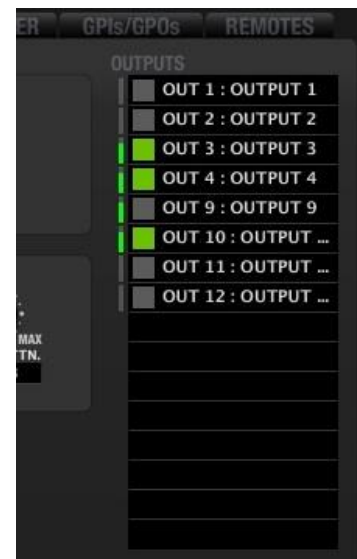 ER GPIs/GPOs REMOTES
OUTPUTS
OUT 1 : OUTPUT 1
OUT 2 : OUTPUT 2
OUT 3 : OUTPUT 3
OUT 4 : OUTPUT 4
OUT 9 : OUTPUT 9
OUT 10 : OUTPUT ...
OUT 11 : OUTPUT ...
OUT 12 : OUTPUT ...
MAX
TN.